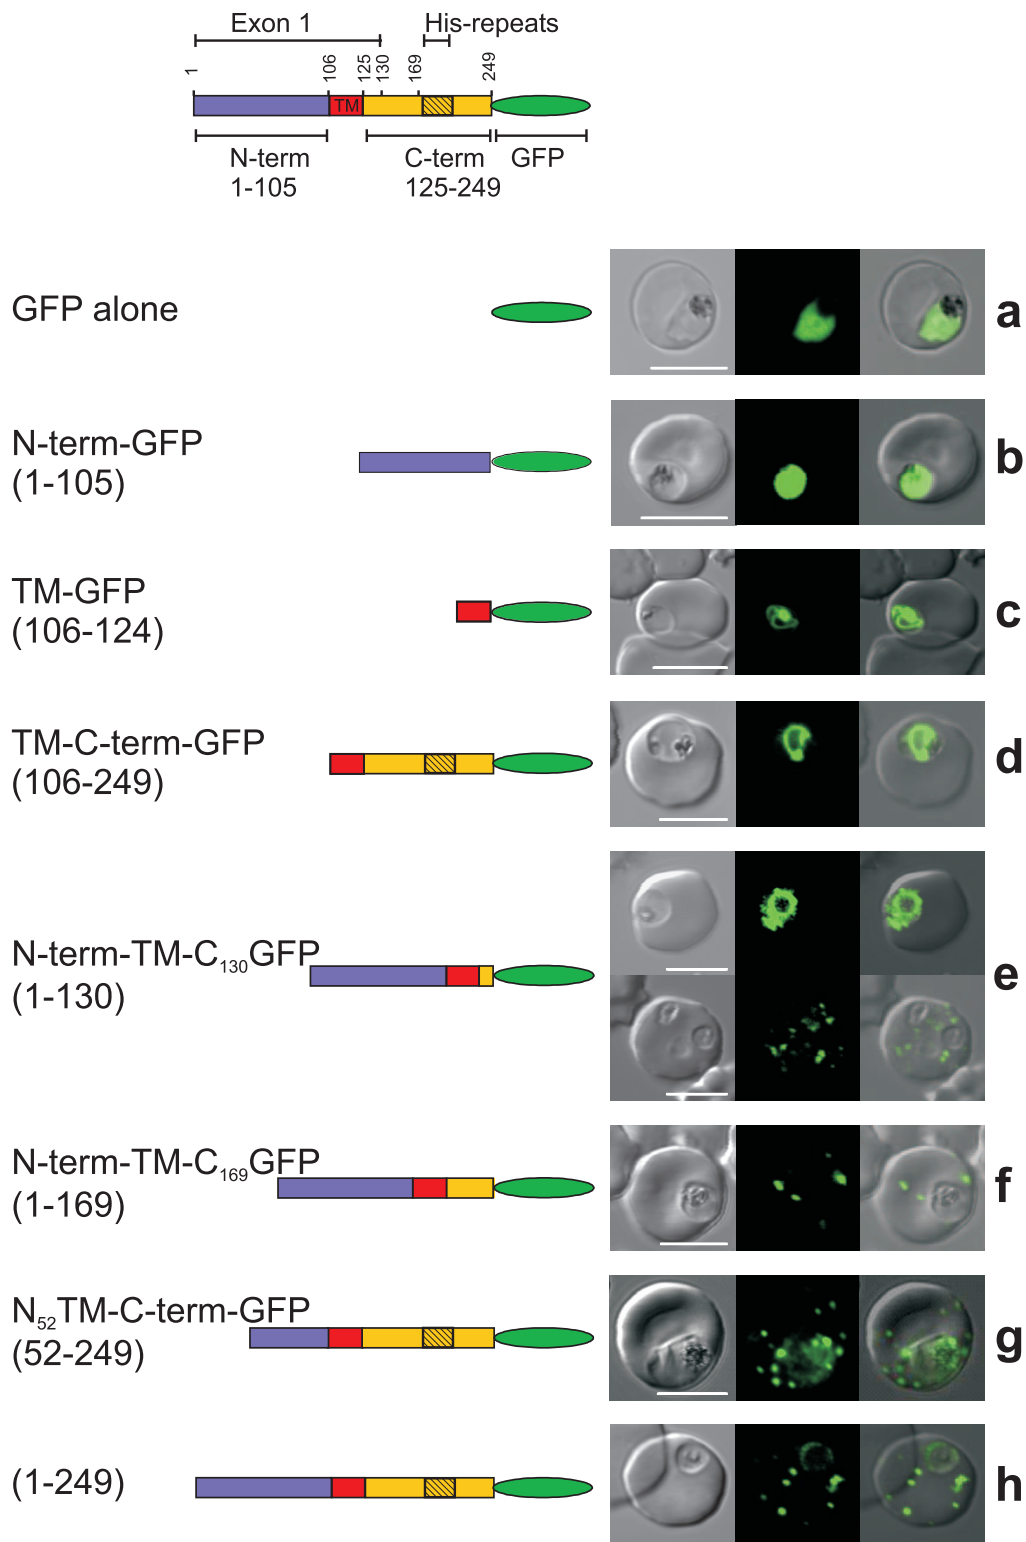 Exon 1 His-repeats
1 106 125 130 169 249
TM
N-term C-term GFP
1-105 125-249
GFP alone
a
N-term-GFP
(1-105)
b
TM-GFP
(106-124)
c
TM-C-term-GFP
(106-249)
d
N-term-TM-C130GFP
(1-130)
e
N-term-TM-C169GFP
(1-169)
f
N52TM-C-term-GFP
(52-249)
g
(1-249)
h